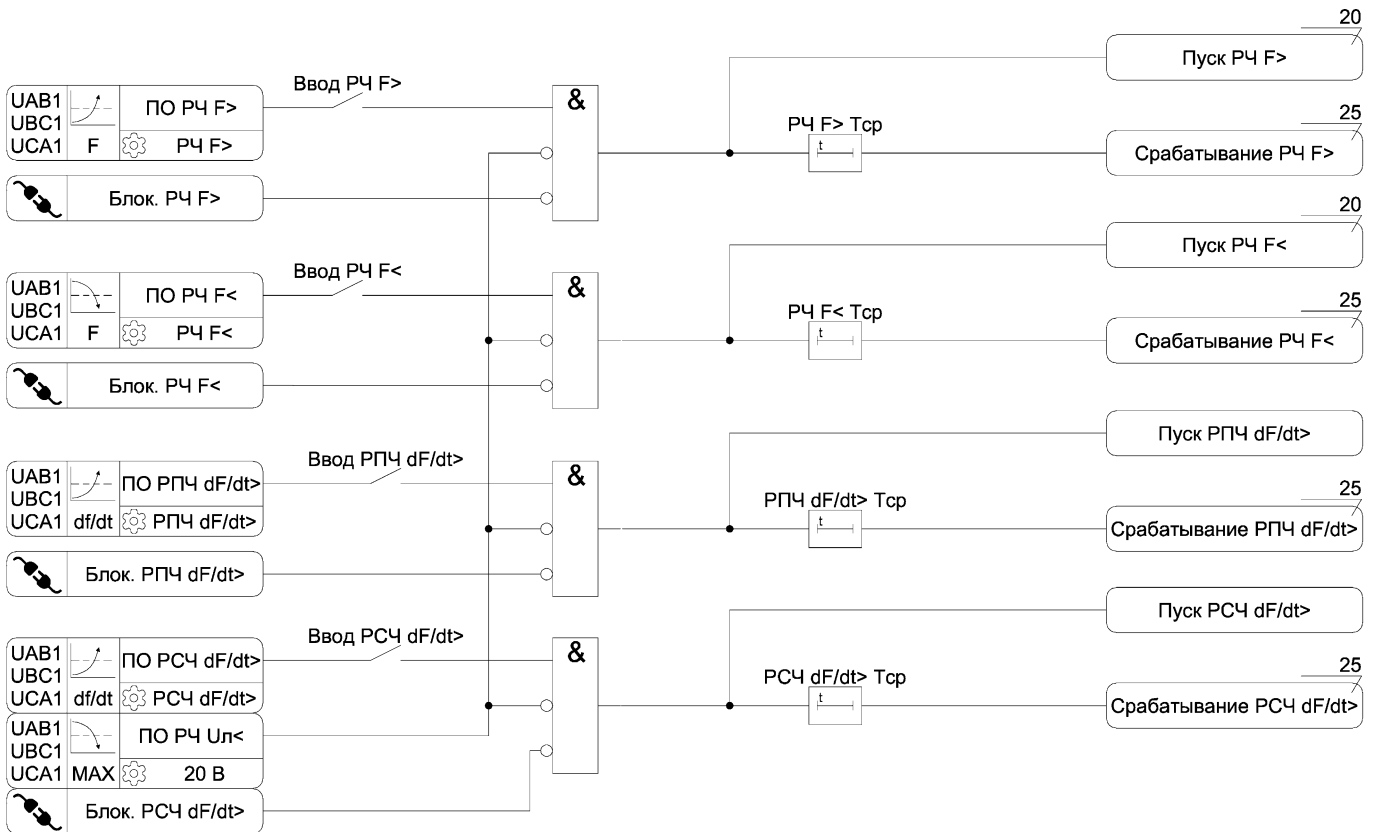 20
Пуск РЧ F>
Ввод РЧ F>
UAB1
UBC1
UCA1
F
ПО РЧ F>
РЧ F>
&
РЧ F> Тср
t
25
Срабатывание РЧ F>
Блок. РЧ F>
20
Пуск РЧ F<
Ввод РЧ F<
UAB1
UBC1
UCA1
F
ПО РЧ F<
РЧ F<
&
РЧ F< Тср
t
25
Срабатывание РЧ F<
Блок. РЧ F<
Пуск РПЧ dF/dt>
Ввод РПЧ dF/dt>
UAB1
UBC1
UCA1
df/dt
ПО РПЧ dF/dt>
РПЧ dF/dt>
&
РПЧ dF/dt> Тср
t
25
Срабатывание РПЧ dF/dt>
Блок. РПЧ dF/dt>
Пуск РСЧ dF/dt>
Ввод РСЧ dF/dt>
UAB1
UBC1
UCA1
df/dt
ПО РСЧ dF/dt>
РСЧ dF/dt>
&
РСЧ dF/dt> Тср
t
25
Срабатывание РСЧ dF/dt>
UAB1
UBC1
UCA1
MAX
ПО РЧ Uл<
20 В
Блок. РСЧ dF/dt>